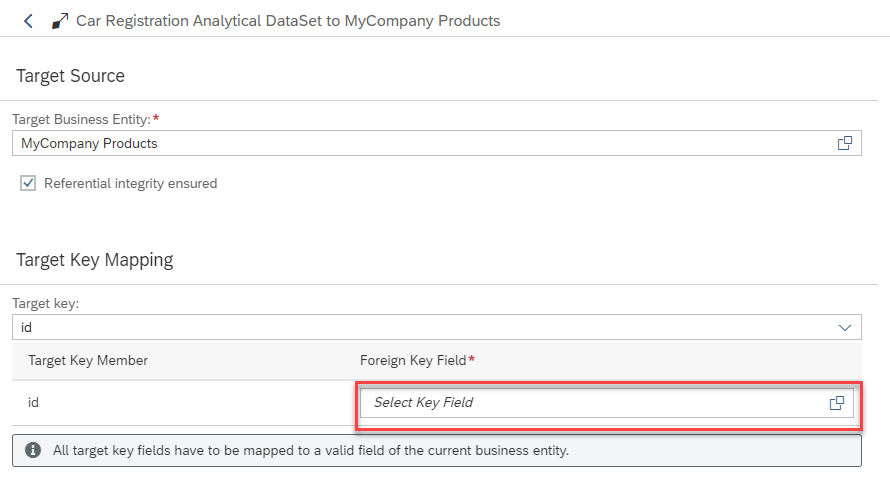 Car Registration Analytical DataSet to MyCompany Products
Target Source
Target Business Entity:*
MyCompany Products
Referential integrity ensured
Target Key Mapping
Target key:
id
Target Key Member Foreign Key Field*
id Select Key Field
All target key fields have to be mapped to a valid field of the current business entity.